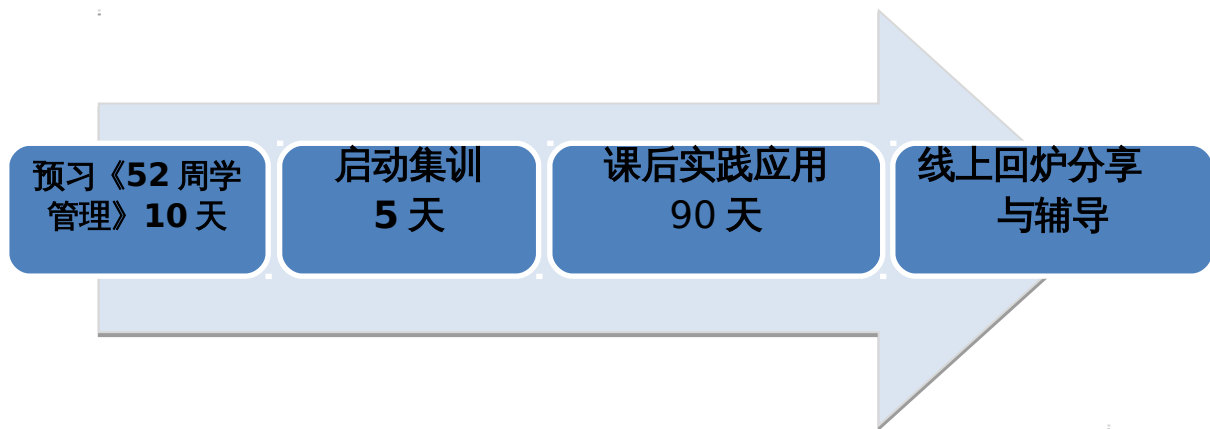 预习《52 周学
管理》10 天
启动集训
5 天
课后实践应用
90 天
线上回炉分享
与辅导